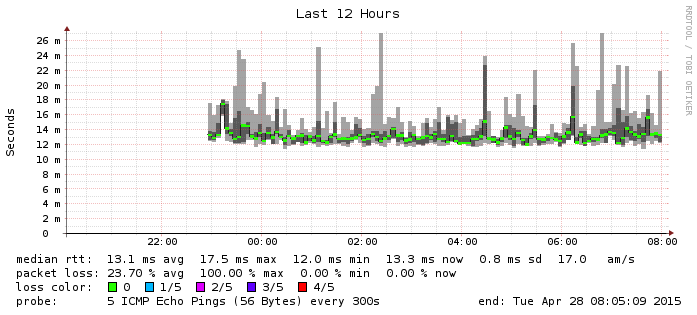 Last 12 Hours
RRDTOOL / TOBI OETIKER
Seconds
26 m
24 m
22 m
20 m
18 m
16 m
14 m
12 m
10 m
8 m
6 m
4 m
2 m
0
22:00 00:00 02:00 04:00 06:00 08:00
median rtt: 13.1 ms avg 17.5 ms max 12.0 ms min 13.3 ms now 0.8 ms sd 17.0 am/s
packet loss: 23.70 % avg 100.00 % max 0.00 % min 0.00 % now
loss color: 0 1/5 2/5 3/5 4/5
probe: 5 ICMP Echo Pings (56 Bytes) every 300s end: Tue Apr 28 08:05:09 2015